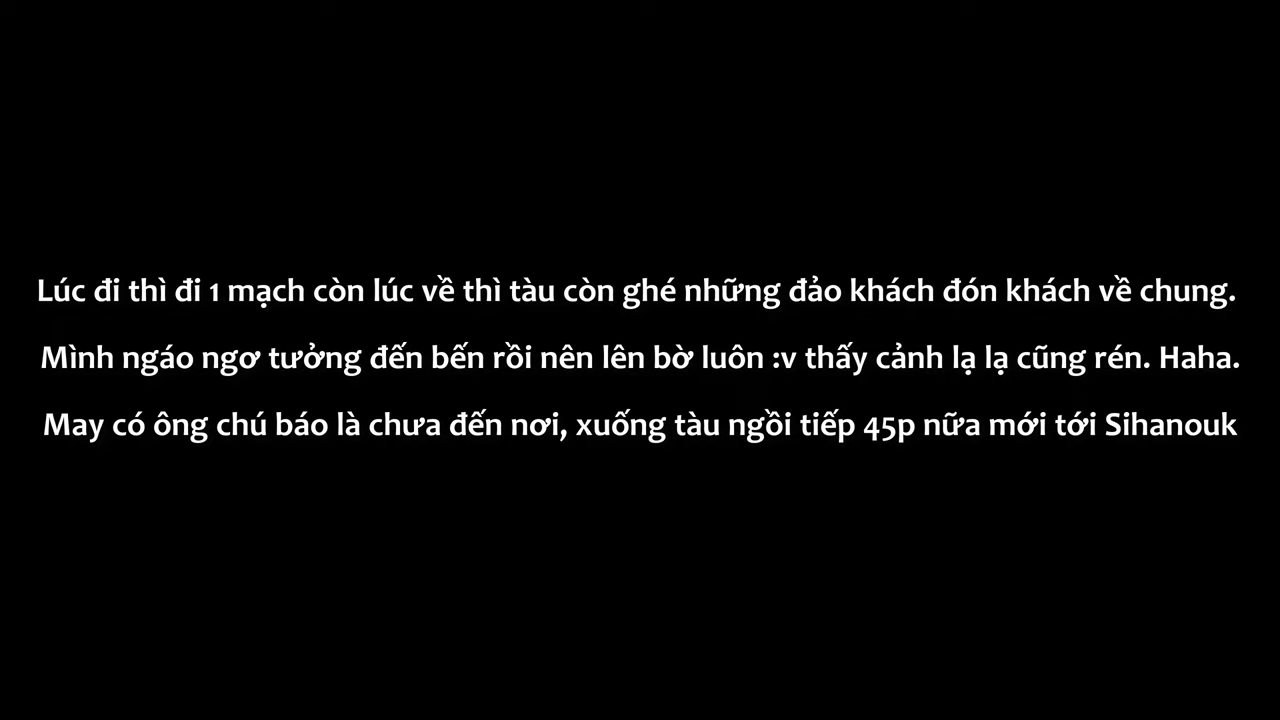 Lúc đi thì đi 1 mạch còn lúc về thì tàu còn ghé những đảo khách đón khách về chung.
Mình ngáo ngơ tưởng đến bến rồi nên lên bờ luôn :v thấy cảnh lạ lạ cũng rén. Haha.
May có ông chú báo là chưa đến nơi, xuống tàu ngồi tiếp 45p nữa mới tới Sihanouk